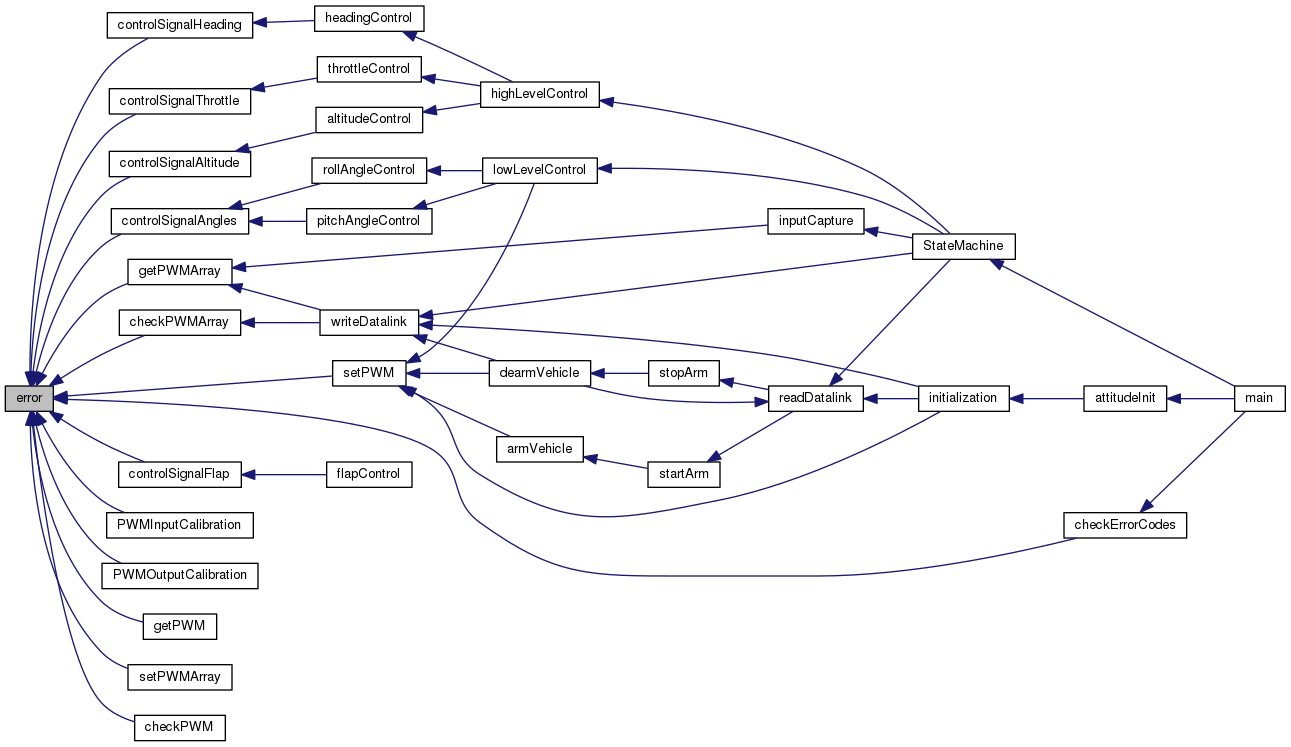 headingControl
controlSignalHeading
throttleControl
highLevelControl
controlSignalThrottle
altitudeControl
controlSignalAltitude
rollAngleControl
lowLevelControl
controlSignalAngles
pitchAngleControl
inputCapture
StateMachine
getPWMArray
checkPWMArray
writeDatalink
setPWM
dearmVehicle
stopArm
error
readDatalink
initialization
attitudeInit
main
armVehicle
controlSignalFlap
flapControl
startArm
PWMInputCalibration
checkErrorCodes
PWMOutputCalibration
getPWM
setPWMArray
checkPWM